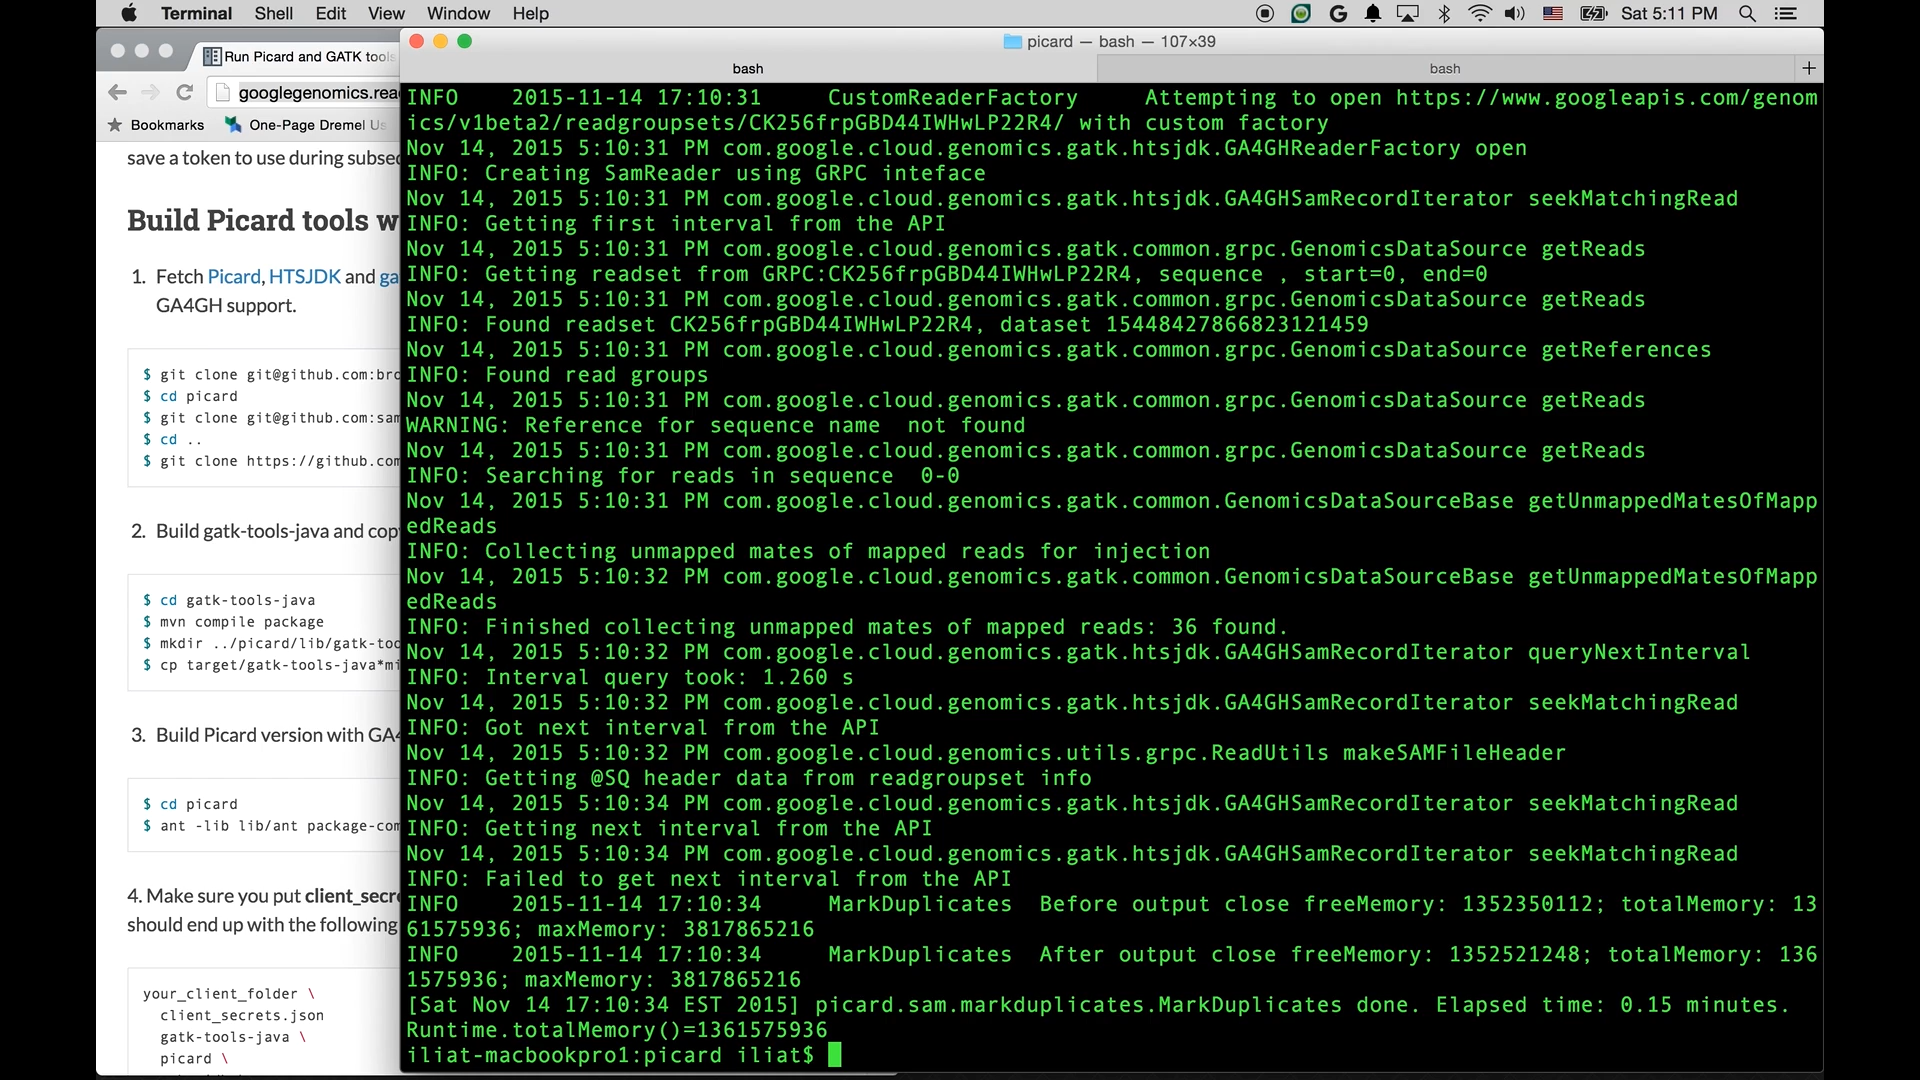 Terminal Shell Edit View Window Help Sat 5:11 PM
picard — bash — 107×39
Run Picard and GATK tools
bash bash +
googlegenomics.rea
Bookmarks One-Page Dremel Us
save a token to use during subsec
Build Picard tools w
1. Fetch Picard, HTSJDK and ga
GA4GH support.
$ git clone git@github.com:bro
$ cd picard
$ git clone git@github.com:sam
$ cd ..
$ git clone https://github.com
2. Build gatk-tools-java and copy
$ cd gatk-tools-java
$ mvn compile package
$ mkdir ../picard/lib/gatk-too
$ cp target/gatk-tools-java*mi
3. Build Picard version with GA4
$ cd picard
$ ant -lib lib/ant package-com
4. Make sure you put client_secre
should end up with the following
your_client_folder \
client_secrets.json
gatk-tools-java \
picard \
INFO 2015-11-14 17:10:31 CustomReaderFactory Attempting to open https://www.googleapis.com/genom
ics/v1beta2/readgroupsets/CK256frpGBD44IWHwLP22R4/ with custom factory
Nov 14, 2015 5:10:31 PM com.google.cloud.genomics.gatk.htsjdk.GA4GHReaderFactory open
INFO: Creating SamReader using GRPC inteface
Nov 14, 2015 5:10:31 PM com.google.cloud.genomics.gatk.htsjdk.GA4GHSamRecordIterator seekMatchingRead
INFO: Getting first interval from the API
Nov 14, 2015 5:10:31 PM com.google.cloud.genomics.gatk.common.grpc.GenomicsDataSource getReads
INFO: Getting readset from GRPC:CK256frpGBD44IWHwLP22R4, sequence , start=0, end=0
Nov 14, 2015 5:10:31 PM com.google.cloud.genomics.gatk.common.grpc.GenomicsDataSource getReads
INFO: Found readset CK256frpGBD44IWHwLP22R4, dataset 15448427866823121459
Nov 14, 2015 5:10:31 PM com.google.cloud.genomics.gatk.common.grpc.GenomicsDataSource getReferences
INFO: Found read groups
Nov 14, 2015 5:10:31 PM com.google.cloud.genomics.gatk.common.grpc.GenomicsDataSource getReads
WARNING: Reference for sequence name not found
Nov 14, 2015 5:10:31 PM com.google.cloud.genomics.gatk.common.grpc.GenomicsDataSource getReads
INFO: Searching for reads in sequence 0-0
Nov 14, 2015 5:10:31 PM com.google.cloud.genomics.gatk.common.GenomicsDataSourceBase getUnmappedMatesOfMapp
edReads
INFO: Collecting unmapped mates of mapped reads for injection
Nov 14, 2015 5:10:32 PM com.google.cloud.genomics.gatk.common.GenomicsDataSourceBase getUnmappedMatesOfMapp
edReads
INFO: Finished collecting unmapped mates of mapped reads: 36 found.
Nov 14, 2015 5:10:32 PM com.google.cloud.genomics.gatk.htsjdk.GA4GHSamRecordIterator queryNextInterval
INFO: Interval query took: 1.260 s
Nov 14, 2015 5:10:32 PM com.google.cloud.genomics.gatk.htsjdk.GA4GHSamRecordIterator seekMatchingRead
INFO: Got next interval from the API
Nov 14, 2015 5:10:32 PM com.google.cloud.genomics.utils.grpc.ReadUtils makeSAMFileHeader
INFO: Getting @SQ header data from readgroupset info
Nov 14, 2015 5:10:34 PM com.google.cloud.genomics.gatk.htsjdk.GA4GHSamRecordIterator seekMatchingRead
INFO: Getting next interval from the API
Nov 14, 2015 5:10:34 PM com.google.cloud.genomics.gatk.htsjdk.GA4GHSamRecordIterator seekMatchingRead
INFO: Failed to get next interval from the API
INFO 2015-11-14 17:10:34 MarkDuplicates Before output close freeMemory: 1352350112; totalMemory: 13
61575936; maxMemory: 3817865216
INFO 2015-11-14 17:10:34 MarkDuplicates After output close freeMemory: 1352521248; totalMemory: 136
1575936; maxMemory: 3817865216
[Sat Nov 14 17:10:34 EST 2015] picard.sam.markduplicates.MarkDuplicates done. Elapsed time: 0.15 minutes.
Runtime.totalMemory()=1361575936
iliat-macbookpro1:picard iliat$